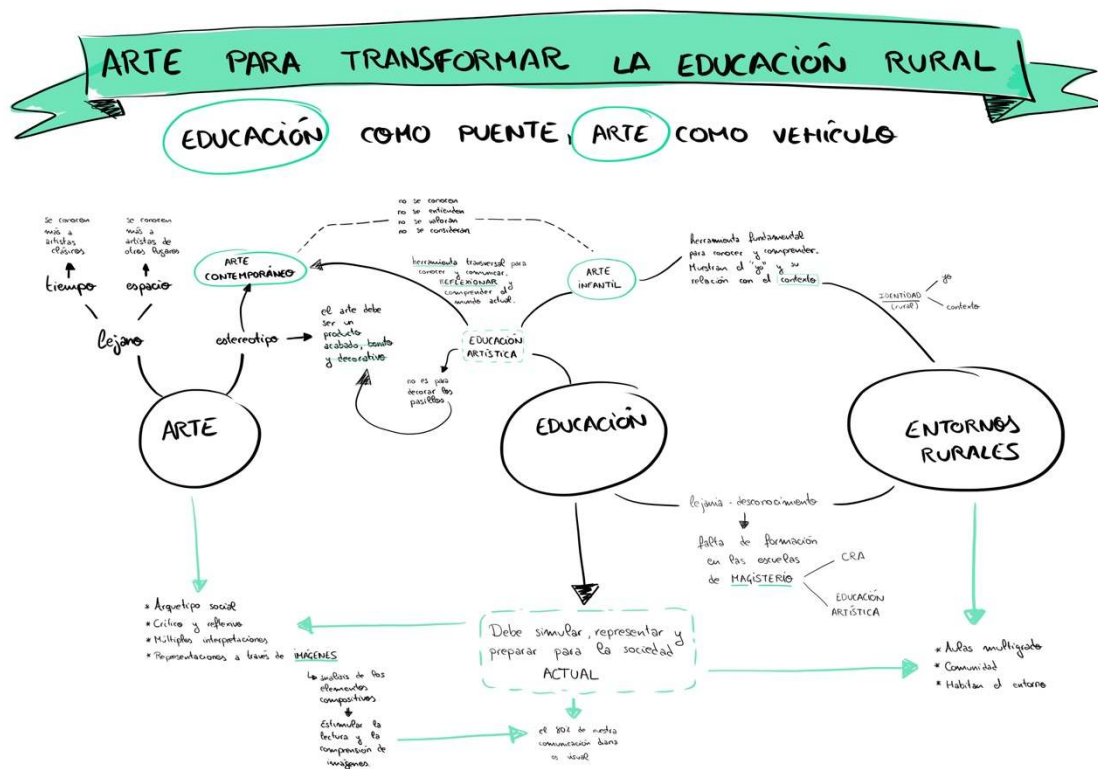 ARTE PARA TRANSFORMAR LA EDUCACIÓN RURAL
EDUCACIÓN COMO PUENTE, ARTE COMO VEHÍCULO
se conocen
más a
artistas
clásicos
se conocen
más a
artistas de
otros lugares
tiempo
espacio
lejano
ARTE
CONTEMPORÁNEO
estereotipo
el arte debe
ser un
producto
acabado, bonito
y decorativo
no se conocen
no se entienden
no se valoran
no se consideran
herramienta transversal para
conocer y comunicar.
REFLEXIONAR y
comprender el
mundo actual.
ARTE
INFANTIL
herramienta fundamental
para conocer y comprender.
Muestran el "yo" y su
relación con el contexto
IDENTIDAD
(rural)
yo
contexto
EDUCACIÓN
ARTÍSTICA
no es para
decorar los
pasillos
ARTE
EDUCACIÓN
ENTORNOS
RURALES
lejanía - desconocimiento
falta de formación
en las escuelas
de MAGISTERIO
CRA
EDUCACIÓN
ARTÍSTICA
* Arquetipo social
* Crítico y reflexivo
* Múltiples interpretaciones
* Representaciones a través de IMÁGENES
análisis de los
elementos
compositivos
Estimular la
lectura y la
comprensión de
imágenes
Debe simular, representar y
preparar para la sociedad
ACTUAL
el 80% de nuestra
comunicación diaria
es visual
* Aulas multigrado
* Comunidad
* Habitan el entorno